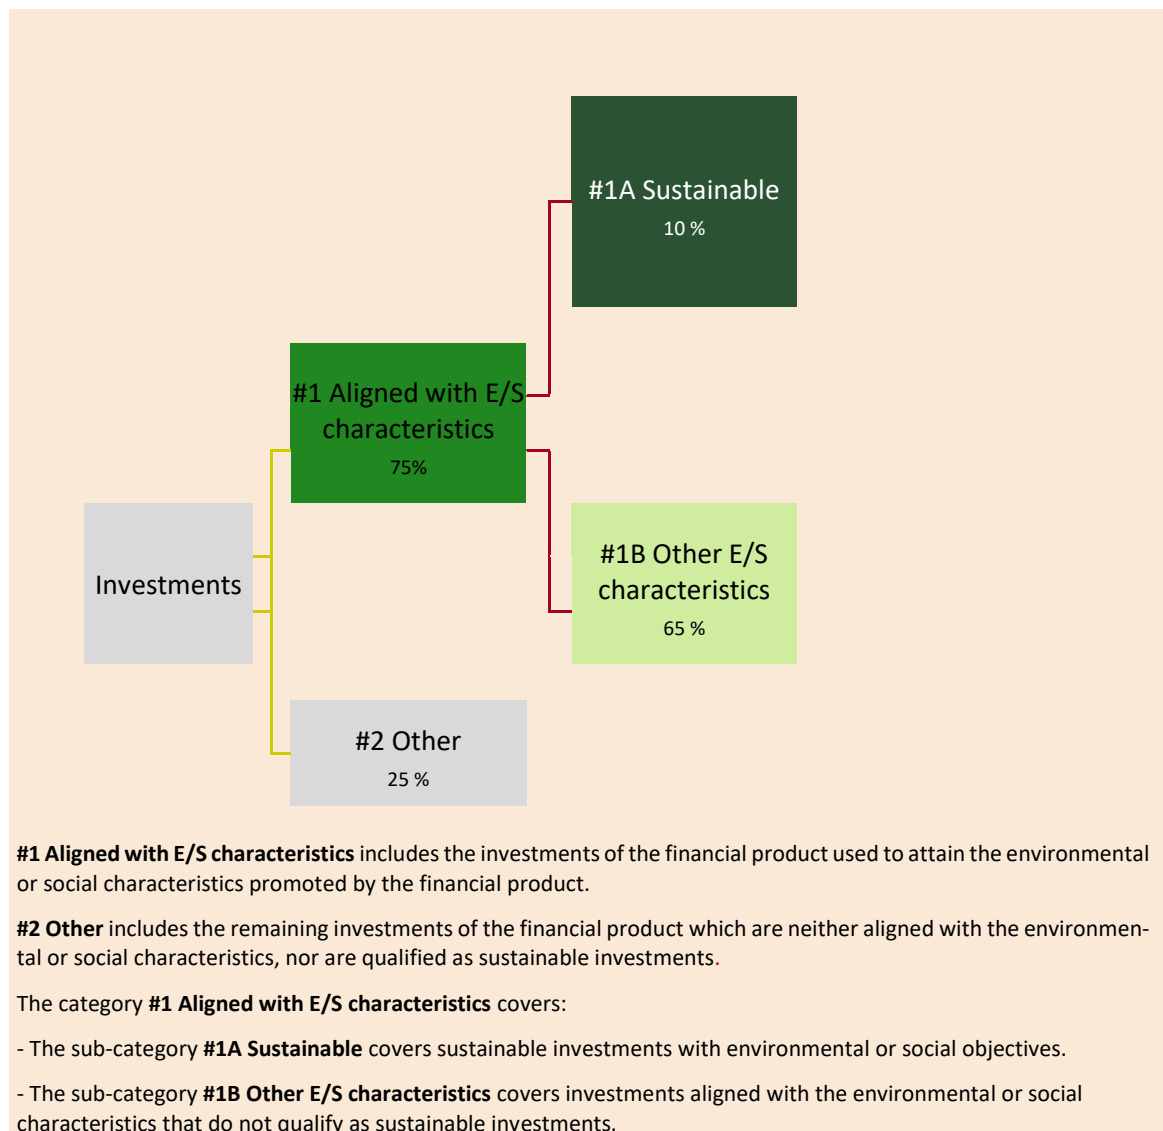 #1A Sustainable
10 %
#1 Aligned with E/S
characteristics
75%
Investments
#1B Other E/S
characteristics
65 %
#2 Other
25 %
#1 Aligned with E/S characteristics includes the investments of the financial product used to attain the environmental
or social characteristics promoted by the financial product.
#2 Other includes the remaining investments of the financial product which are neither aligned with the environmen-
tal or social characteristics, nor are qualified as sustainable investments.
The category #1 Aligned with E/S characteristics covers:
- The sub-category #1A Sustainable covers sustainable investments with environmental or social objectives.
- The sub-category #1B Other E/S characteristics covers investments aligned with the environmental or social
characteristics that do not qualify as sustainable investments.